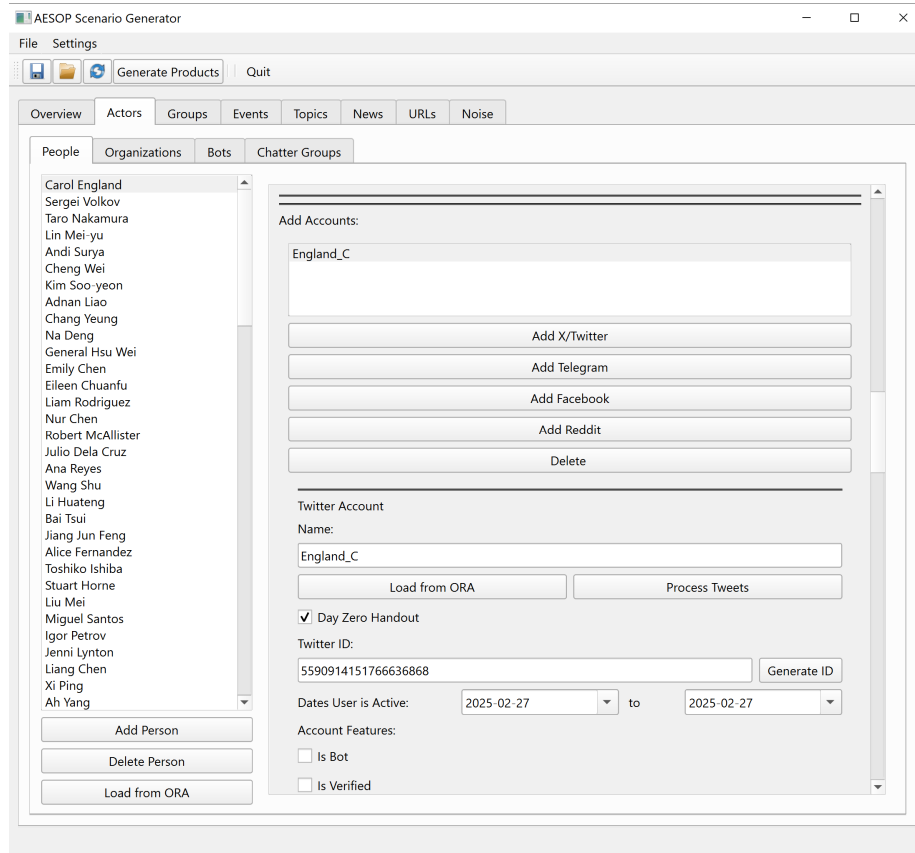 AESOP Scenario Generator
File Settings
Generate Products Quit
Overview Actors Groups Events Topics News URLs Noise
People Organizations Bots Chatter Groups
Carol England
Sergei Volkov
Taro Nakamura
Lin Mei-yu
Andi Surya
Cheng Wei
Kim Soo-yeon
Adnan Liao
Chang Yeung
Na Deng
General Hsu Wei
Emily Chen
Eileen Chuanfu
Liam Rodriguez
Nur Chen
Robert McAllister
Julio Dela Cruz
Ana Reyes
Wang Shu
Li Huateng
Bai Tsui
Jiang Jun Feng
Alice Fernandez
Toshiko Ishiba
Stuart Horne
Liu Mei
Miguel Santos
Igor Petrov
Jenni Lynton
Liang Chen
Xi Ping
Ah Yang
Add Person
Delete Person
Load from ORA
Add Accounts:
England_C
Add X/Twitter
Add Telegram
Add Facebook
Add Reddit
Delete
Twitter Account
Name:
England_C
Load from ORA Process Tweets
Day Zero Handout
Twitter ID:
5590914151766636868 Generate ID
Dates User is Active: 2025-02-27 to 2025-02-27
Account Features:
Is Bot
Is Verified